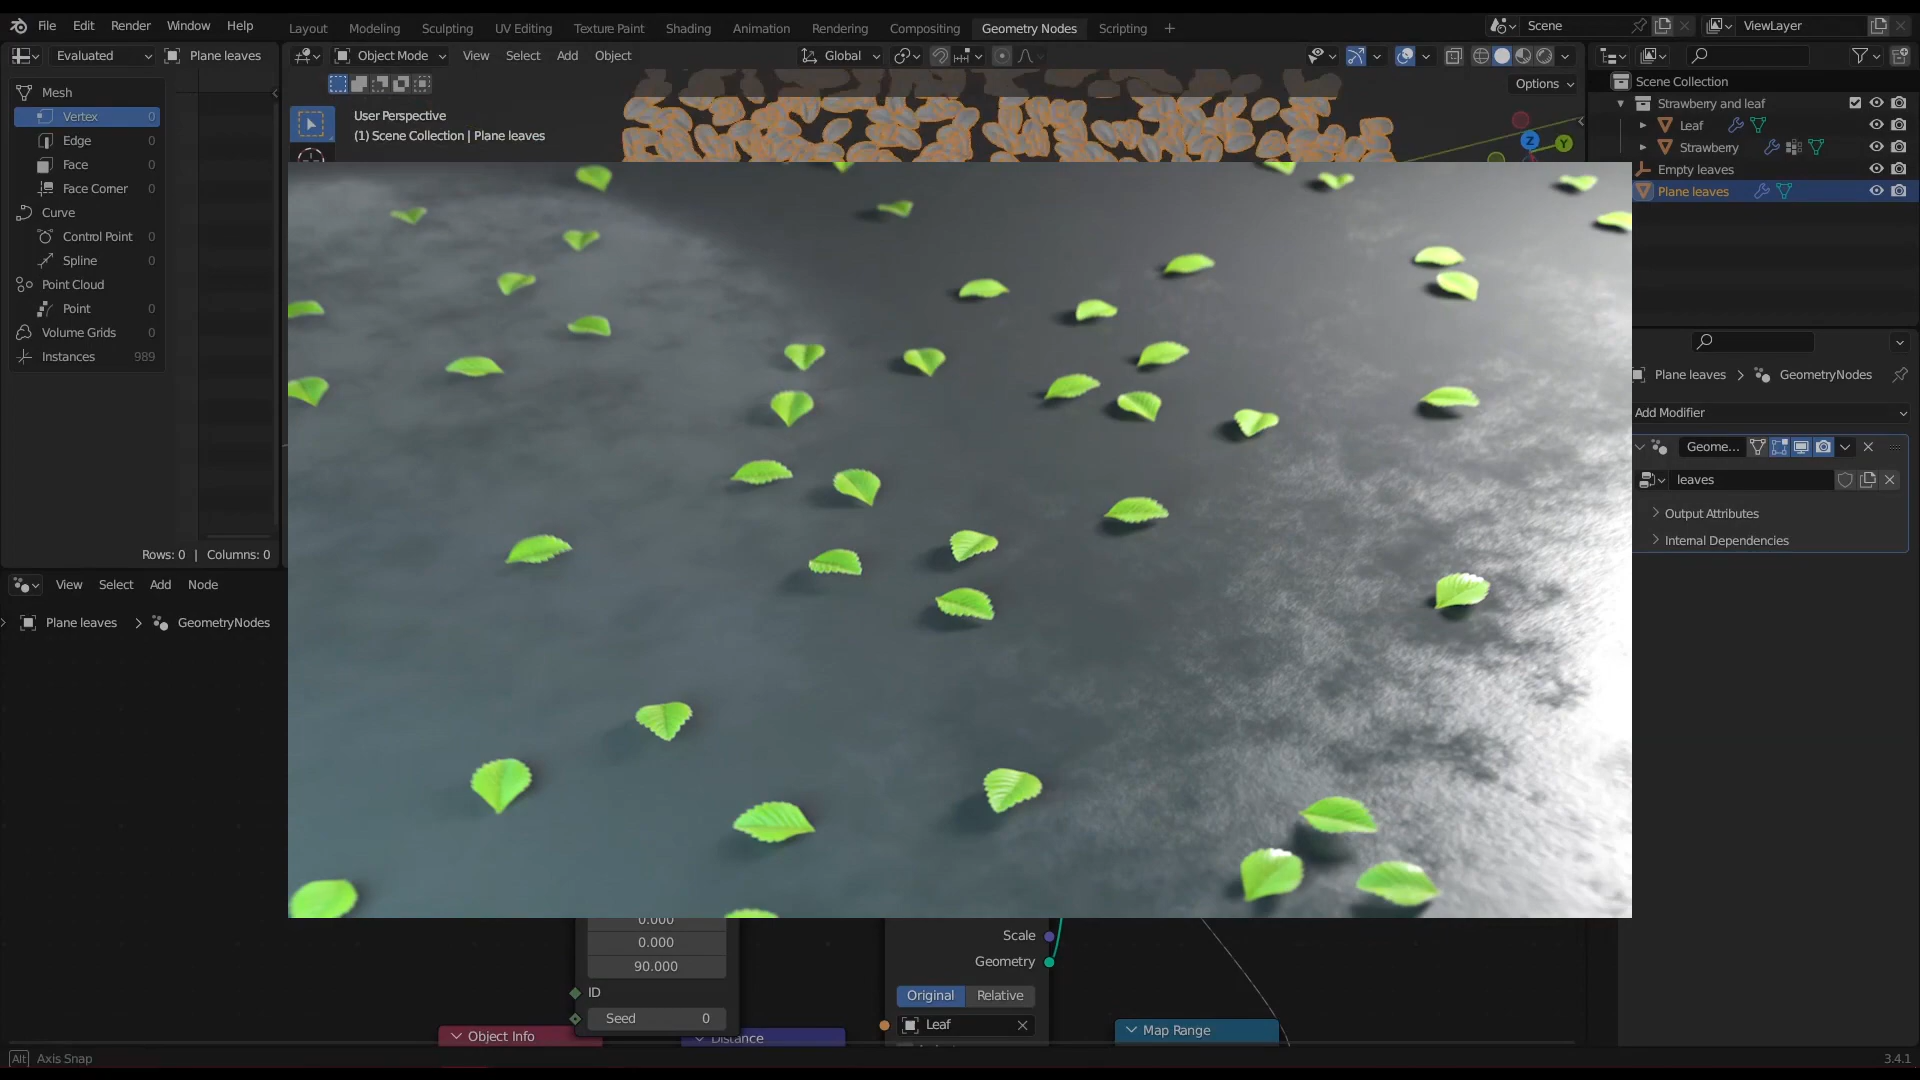 File Edit Render Window Help
Layout Modeling Sculpting UV Editing Texture Paint Shading Animation Rendering Compositing Geometry Nodes Scripting +
Scene
ViewLayer
Evaluated
Plane leaves
Object Mode View Select Add Object
Global
Options
Mesh
Vertex 0
Edge 0
Face 0
Face Corner 0
Curve
Control Point 0
Spline 0
Point Cloud
Point 0
Volume Grids 0
Instances 989
Rows: 0 | Columns: 0
User Perspective
(1) Scene Collection | Plane leaves
Z
Y
Scene Collection
Strawberry and leaf
Leaf
Strawberry
Empty leaves
Plane leaves
Plane leaves > GeometryNodes
Add Modifier
Geome...
leaves
Output Attributes
Internal Dependencies
View Select Add Node
Plane leaves > GeometryNodes
0.000
0.000
90.000
ID
Seed 0
Object Info
Distance
Scale
Geometry
Original Relative
Leaf
Map Range
Alt Axis Snap
3.4.1